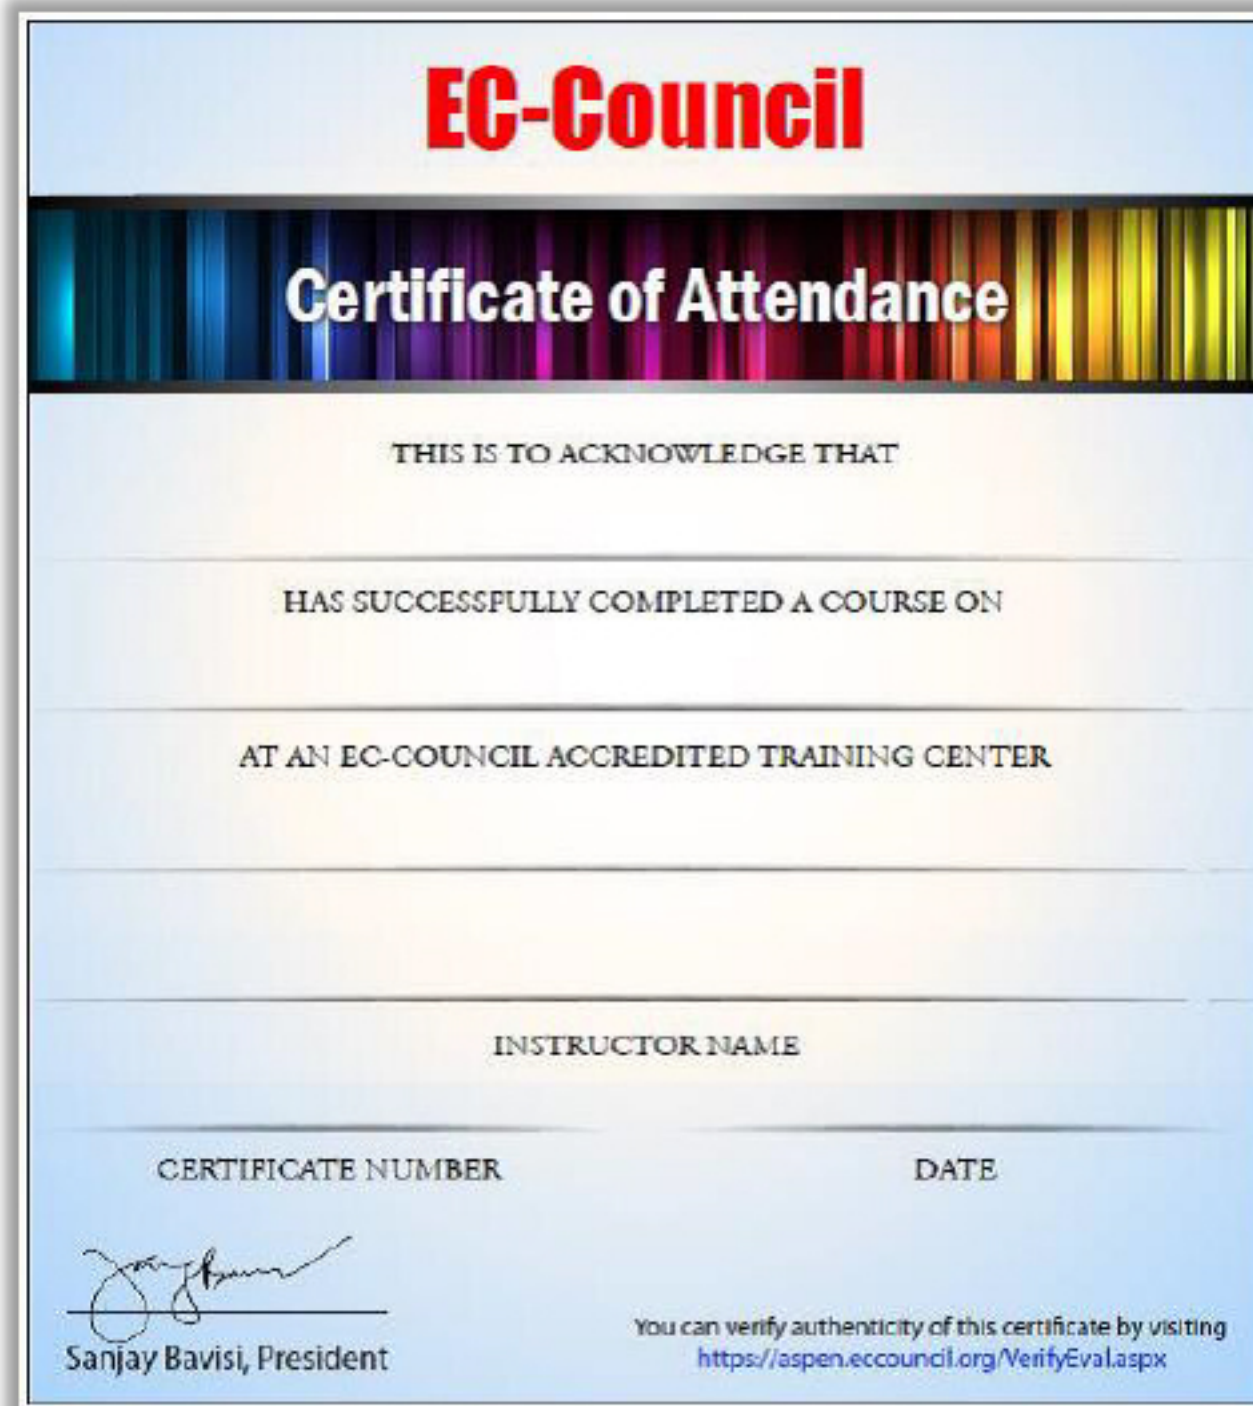 EC-Council
Certificate of Attendance
THIS IS TO ACKNOWLEDGE THAT
HAS SUCCESSFULLY COMPLETED A COURSE ON
AT AN EC-COUNCIL ACCREDITED TRAINING CENTER
INSTRUCTOR NAME
CERTIFICATE NUMBER
DATE
Sanjay Bavisi, President
You can verify authenticity of this certificate by visiting
https://aspen.eccouncil.org/VerifyEval.aspx